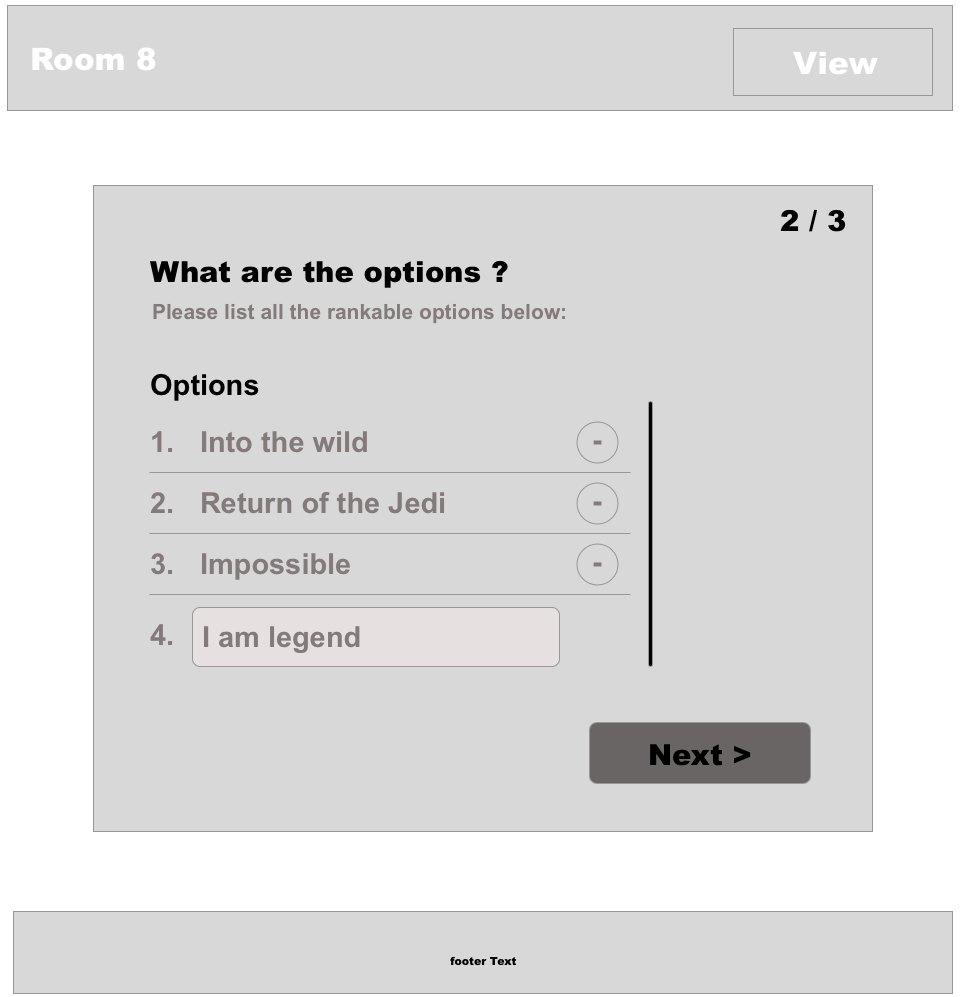 Room 8
View
2 / 3
What are the options ?
Please list all the rankable options below:
Options
1. Into the wild -
2. Return of the Jedi -
3. Impossible -
4. I am legend
Next >
footer Text